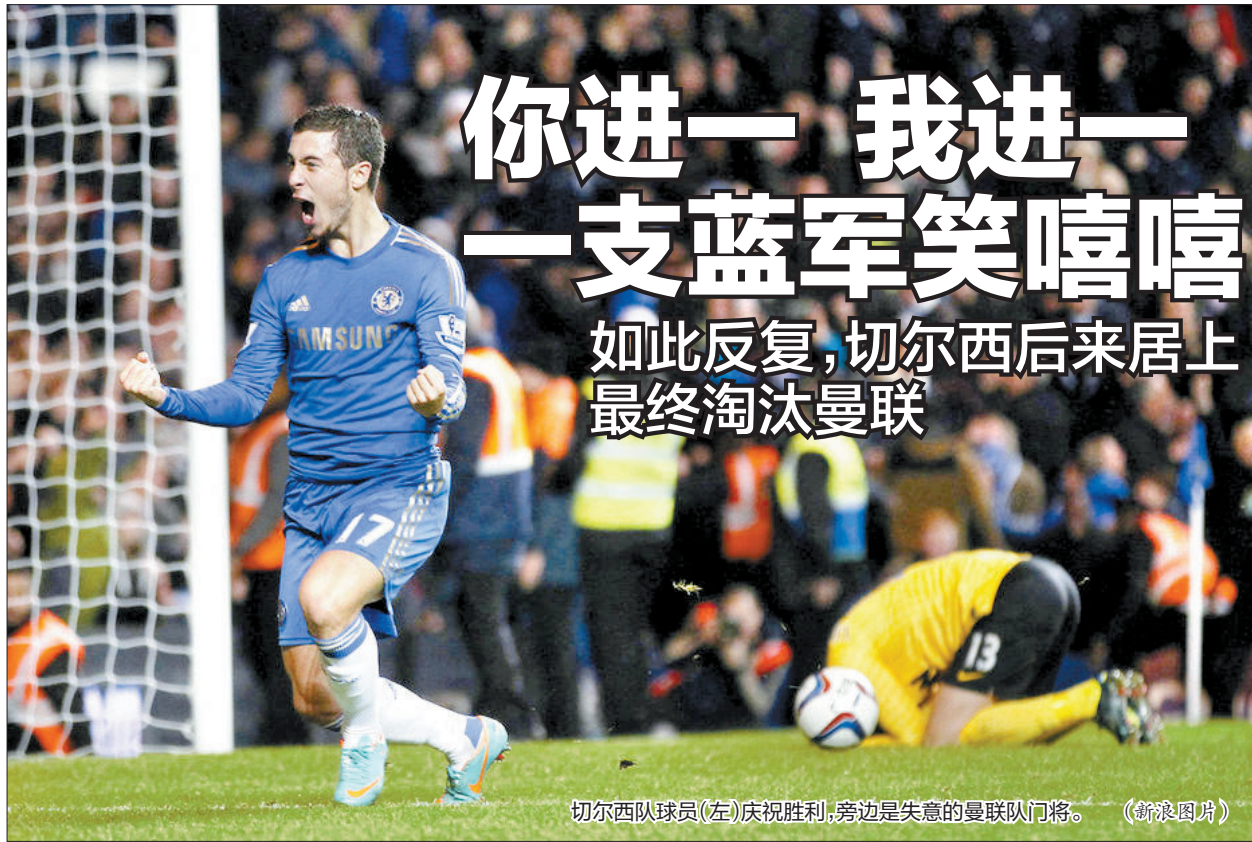 你进一 我进一
一支蓝军笑嘻嘻
如此反复,切尔西后来居上
最终淘汰曼联
adidas
SAMSUNG
17
13
切尔西队球员(左)庆祝胜利,旁边是失意的曼联队门将。 (新浪图片)